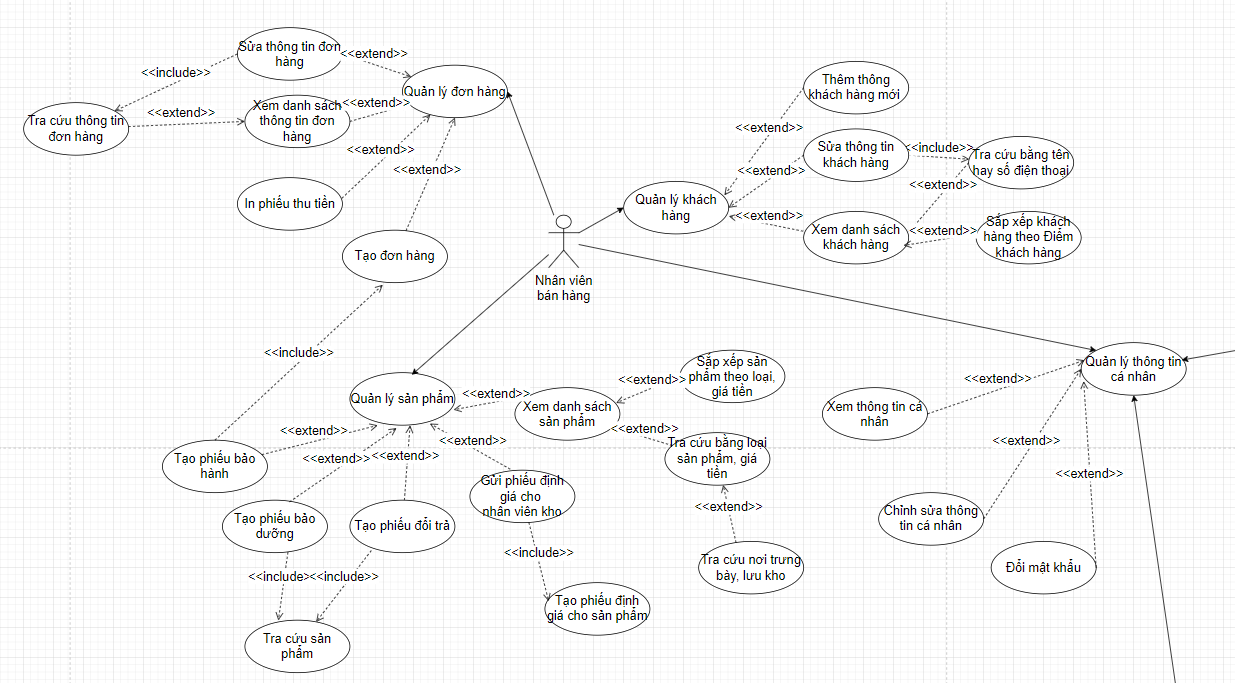 Sửa thông tin đơn
hàng
<<extend>>
<<include>>
Quản lý đơn hàng
Tra cứu thông tin
đơn hàng
<<extend>>
Xem danh sách
thông tin đơn
hàng
<<extend>>
<<extend>>
<<extend>>
In phiếu thu tiền
Tạo đơn hàng
Thêm thông
khách hàng mới
<<extend>>
Sửa thông tin
khách hàng
<<include>>
Tra cứu bằng tên
hay số điện thoại
<<extend>>
<<extend>>
Quản lý khách
hàng
<<extend>>
Xem danh sách
khách hàng
<<extend>>
Sắp xếp khách
hàng theo Điểm
khách hàng
Nhân viên
bán hàng
<<include>>
Quản lý sản phẩm
<<extend>>
Xem danh sách
sản phẩm
<<extend>>
Sắp xếp sản
phẩm theo loại,
giá tiền
<<extend>>
Tra cứu bằng loại
sản phẩm, giá
tiền
<<extend>>
Tra cứu nơi trưng
bày, lưu kho
<<extend>>
<<extend>>
<<extend>>
<<extend>>
Tạo phiếu bảo
hành
Tạo phiếu bảo
dưỡng
Tạo phiếu đổi trả
Gửi phiếu định
giá cho
nhân viên kho
<<include>>
<<include>>
<<include>>
Tạo phiếu định
giá cho sản phẩm
Tra cứu sản
phẩm
Quản lý thông tin
cá nhân
<<extend>>
Xem thông tin cá
nhân
<<extend>>
<<extend>>
Chỉnh sửa thông
tin cá nhân
Đổi mật khẩu